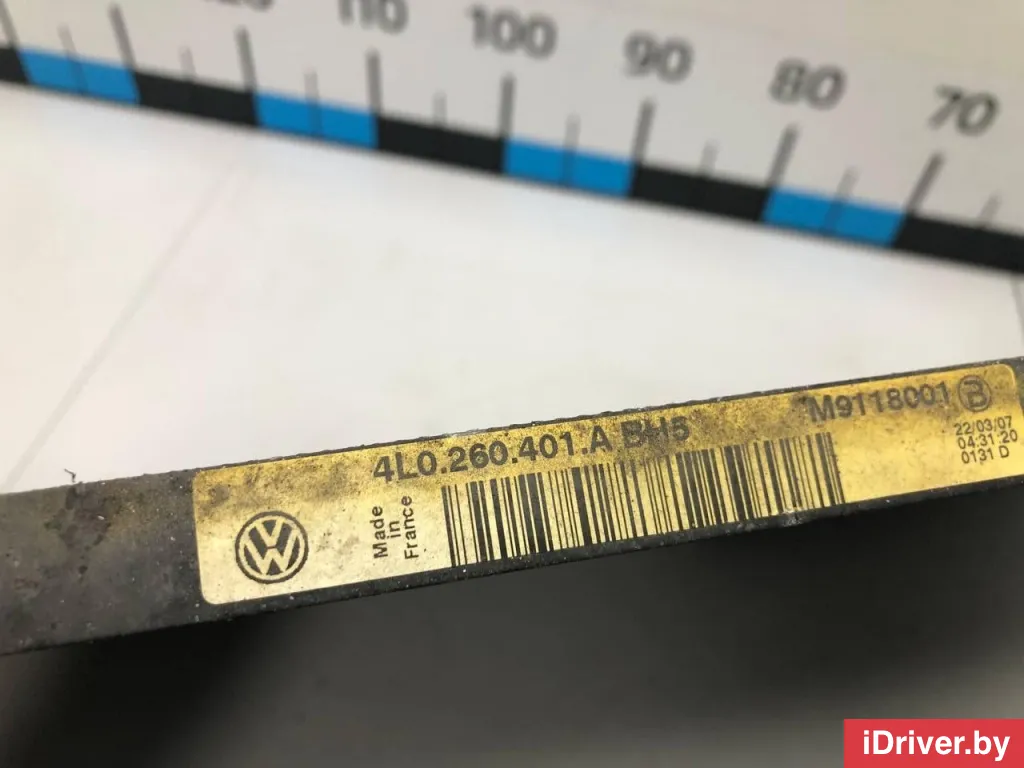 110 100 90 80 70
4L0.260.401.A BH5 M9118001 B
22/03/07
04:31:20
0131 D
Made
in
France
iDriver.by